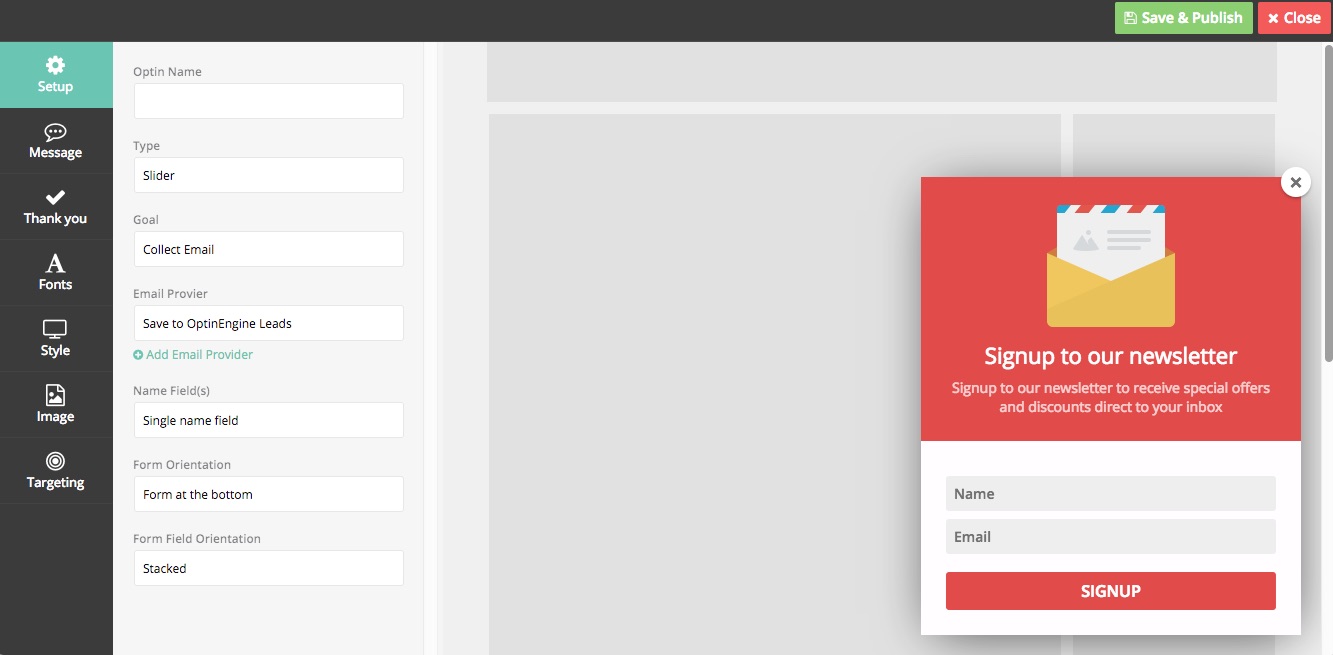 Save & Publish
Close
Setup
Message
Thank you
Fonts
Style
Image
Targeting
Optin Name
Type
Slider
Goal
Collect Email
Email Provier
Save to OptinEngine Leads
Add Email Provider
Name Field(s)
Single name field
Form Orientation
Form at the bottom
Form Field Orientation
Stacked
Signup to our newsletter
Signup to our newsletter to receive special offers
and discounts direct to your inbox
Name
Email
SIGNUP